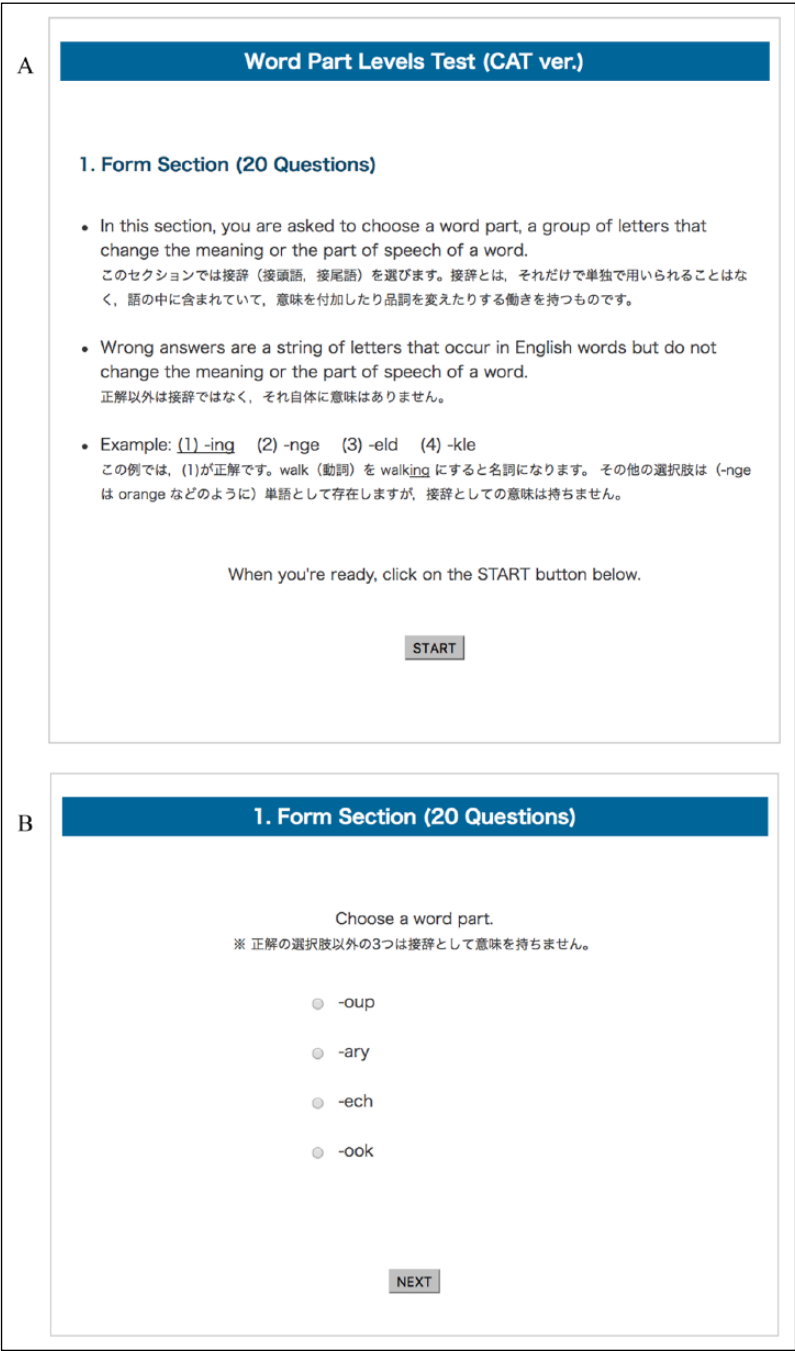 A
Word Part Levels Test (CAT ver.)
1. Form Section (20 Questions)
• In this section, you are asked to choose a word part, a group of letters that
change the meaning or the part of speech of a word.
このセクションでは接辞（接頭語，接尾語）を選びます。接辞とは，それだけで単独で用いられることはな
く，語の中に含まれていて，意味を付加したり品詞を変えたりする働きを持つものです。
• Wrong answers are a string of letters that occur in English words but do not
change the meaning or the part of speech of a word.
正解以外は接辞ではなく，それ自体に意味はありません。
• Example: (1) -ing (2) -nge (3) -eld (4) -kle
この例では，(1)が正解です。walk（動詞）を walking にすると名詞になります。 その他の選択肢は（-nge
は orange などのように）単語として存在しますが，接辞としての意味は持ちません。
When you're ready, click on the START button below.
START
B
1. Form Section (20 Questions)
Choose a word part.
※ 正解の選択肢以外の3つは接辞として意味を持ちません。
-oup
-ary
-ech
-ook
NEXT